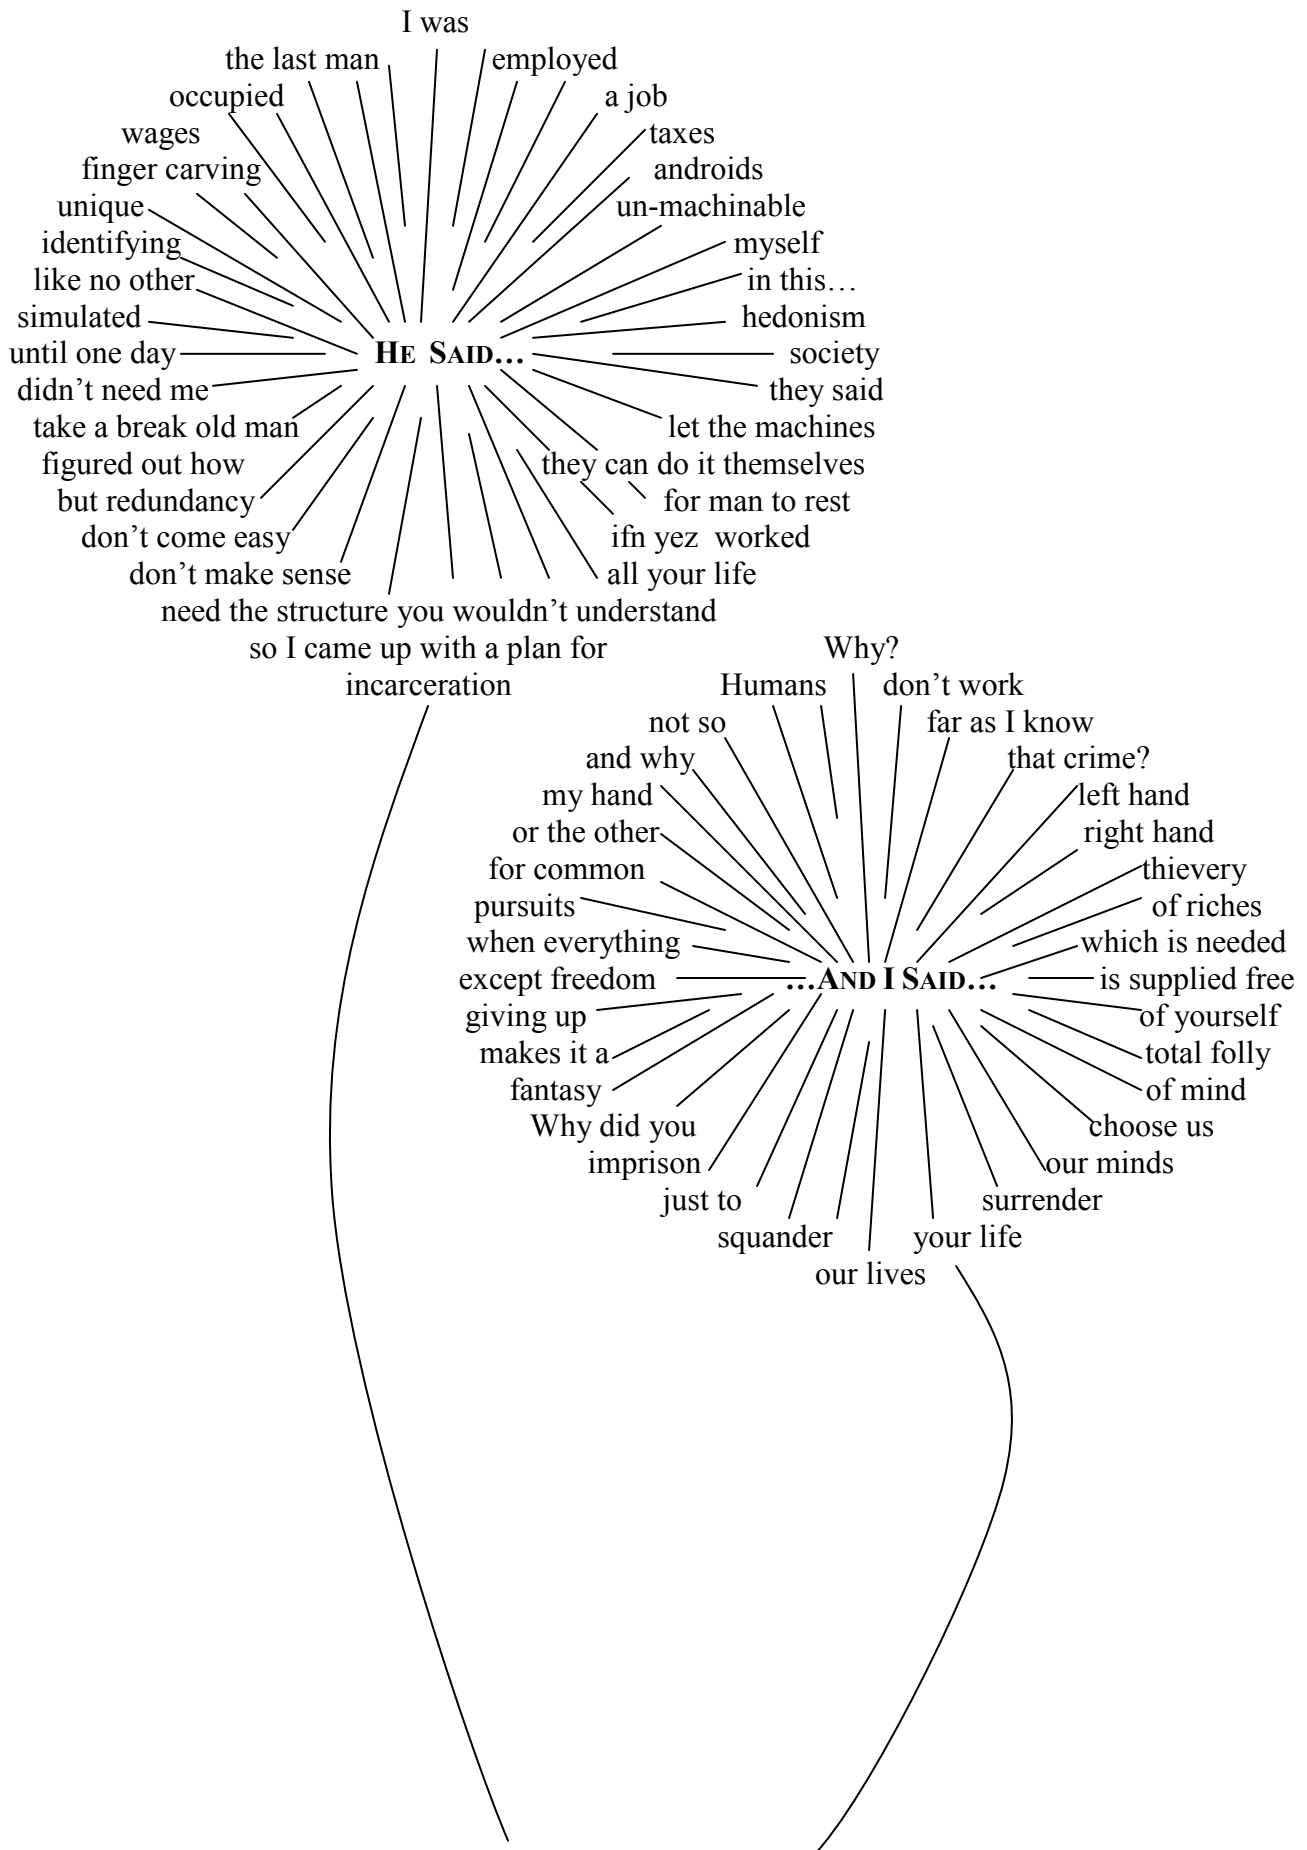 I was
the last man employed
occupied a job
wages taxes
finger carving androids
unique un-machinable
identifying myself
like no other in this…
simulated hedonism
until one day HE SAID… society
didn’t need me they said
take a break old man let the machines
figured out how they can do it themselves
but redundancy for man to rest
don’t come easy ifn yez worked
don’t make sense all your life
need the structure you wouldn’t understand
so I came up with a plan for
incarceration
Why?
Humans don’t work
not so far as I know
and why that crime?
my hand left hand
or the other right hand
for common thievery
pursuits of riches
when everything which is needed
except freedom …AND I SAID… is supplied free
giving up of yourself
makes it a total folly
fantasy of mind
Why did you choose us
imprison our minds
just to surrender
squander your life
our lives